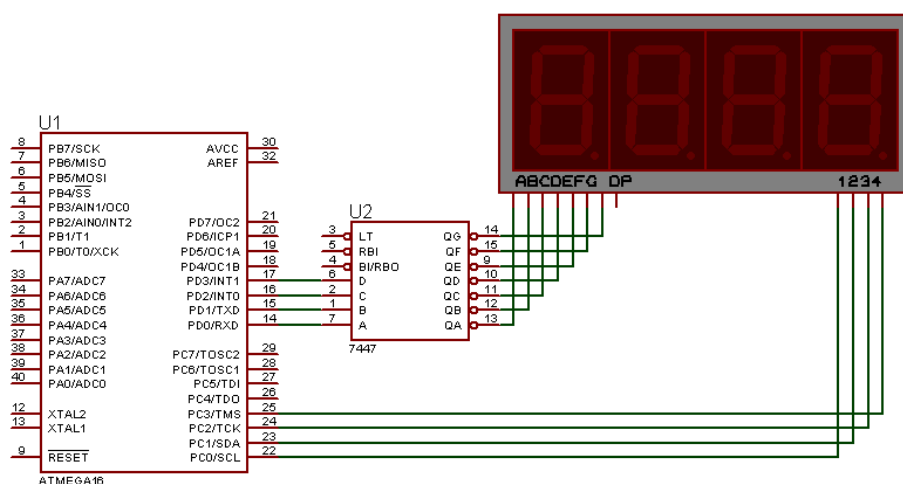 ABCDEFG DP
1234
U1
8 PB7/SCK AVCC 30
7 PB6/MISO AREF 32
6 PB5/MOSI
5 PB4/SS
4 PB3/AIN1/OC0
3 PB2/AIN0/INT2 PD7/OC2 21
2 PB1/T1 PD6/ICP1 20
1 PB0/T0/XCK PD5/OC1A 19
PD4/OC1B 18
33 PA7/ADC7 PD3/INT1 17
34 PA6/ADC6 PD2/INT0 16
35 PA5/ADC5 PD1/TXD 15
36 PA4/ADC4 PD0/RXD 14
37 PA3/ADC3
38 PA2/ADC2 PC7/TOSC2 29
39 PA1/ADC1 PC6/TOSC1 28
40 PA0/ADC0 PC5/TDI 27
PC4/TDO 26
12 XTAL2 PC3/TMS 25
13 XTAL1 PC2/TCK 24
PC1/SDA 23
9 RESET PC0/SCL 22
ATMEGA16
U2
3 LT QG 14
5 RBI QF 15
4 BI/RBO QE 9
6 D QD 10
2 C QC 11
1 B QB 12
7 A QA 13
7447